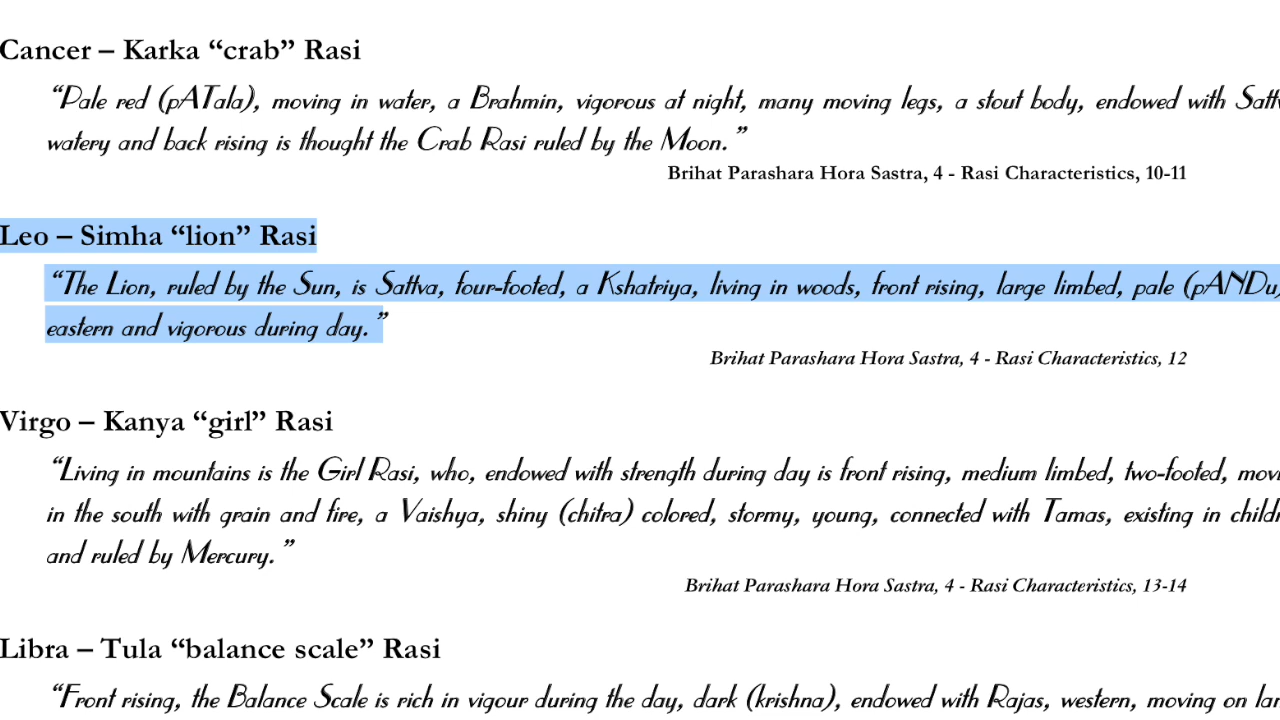 Cancer – Karka “crab” Rasi
“Pale red (pATala), moving in water, a Brahmin, vigorous at night, many moving legs, a stout body, endowed with
watery and back rising is thought the Crab Rasi ruled by the Moon.”
Brihat Parashara Hora Sastra, 4 - Rasi Characteristics, 10-11
Leo – Simha “lion” Rasi
“The Lion, ruled by the Sun, is Sattva, four-footed, a Kshatriya, living in woods, front rising, large limbed, pale (pANDu)
eastern and vigorous during day.”
Brihat Parashara Hora Sastra, 4 - Rasi Characteristics, 12
Virgo – Kanya “girl” Rasi
“Living in mountains is the Girl Rasi, who, endowed with strength during day is front rising, medium limbed, two-footed,
in the south with grain and fire, a Vaishya, shiny (chitra) colored, stormy, young, connected with Tamas, existing in
and ruled by Mercury.”
Brihat Parashara Hora Sastra, 4 - Rasi Characteristics, 13-14
Libra – Tula “balance scale” Rasi
“Front rising, the Balance Scale is rich in vigour during the day, dark (krishna), endowed with Rajas, western, moving on